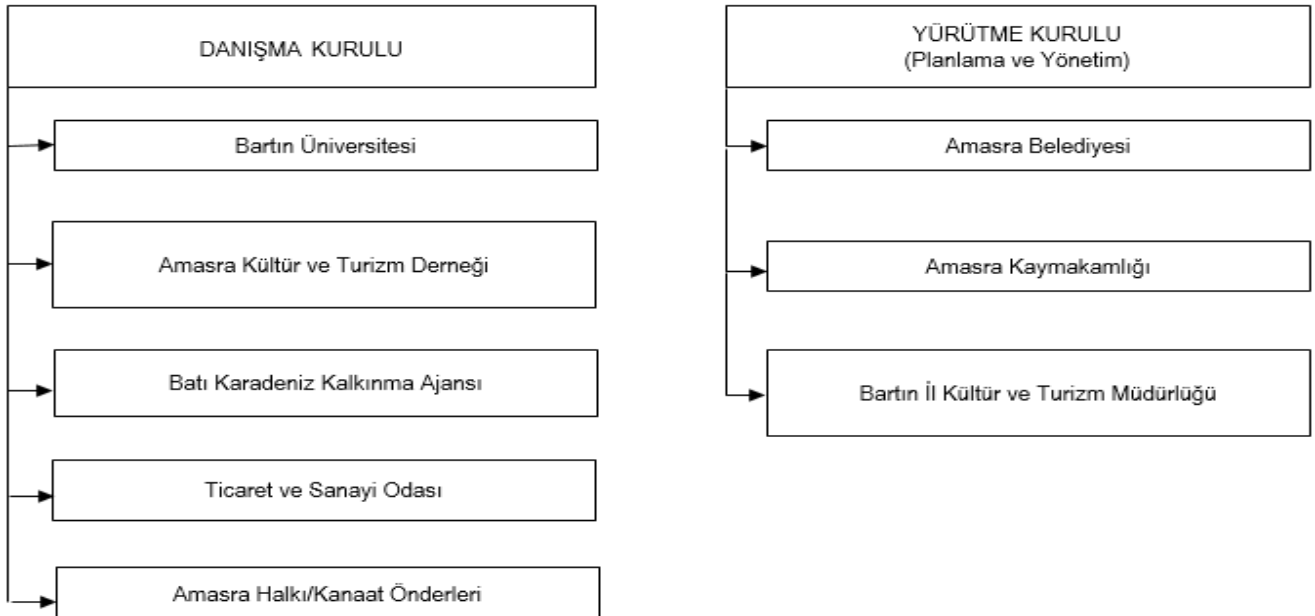 DANIŞMA KURULU
Bartın Üniversitesi
Amasra Kültür ve Turizm Derneği
Batı Karadeniz Kalkınma Ajansı
Ticaret ve Sanayi Odası
Amasra Halkı/Kanaat Önderleri
YÜRÜTME KURULU
(Planlama ve Yönetim)
Amasra Belediyesi
Amasra Kaymakamlığı
Bartın İl Kültür ve Turizm Müdürlüğü